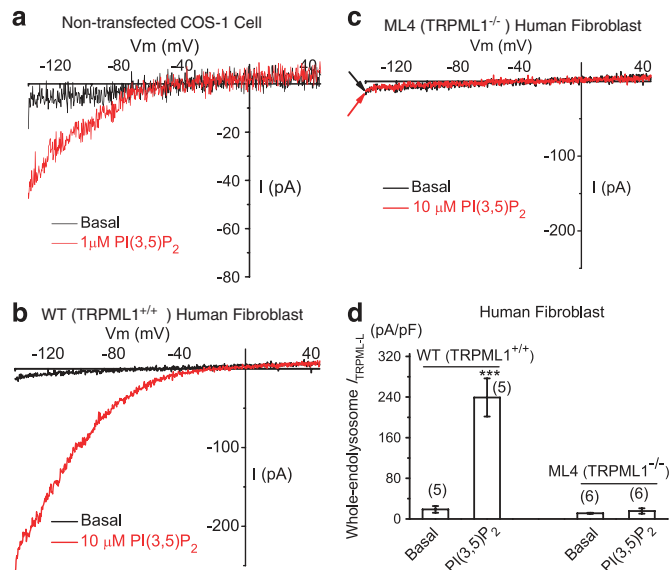 a
Non-transfected COS-1 Cell
Vm (mV)
-120 -80 -40 0 40
-20
-40
-60
-80
I (pA)
Basal
1μM PI(3,5)P2
b
WT (TRPML1+/+) Human Fibroblast
Vm (mV)
-120 -80 -40 0 40
-100
-200
I (pA)
Basal
10 μM PI(3,5)P2
c
ML4 (TRPML1-/-) Human Fibroblast
Vm (mV)
-120 -80 -40 0 40
-100
-200
I (pA)
Basal
10 μM PI(3,5)P2
d
Human Fibroblast
(pA/pF)
Whole-endolysosome ITRPML-L
320
240
160
80
0
WT (TRPML1+/+)
***
(5)
(5)
ML4 (TRPML1-/-)
(6)
(6)
Basal
PI(3,5)P2
Basal
PI(3,5)P2